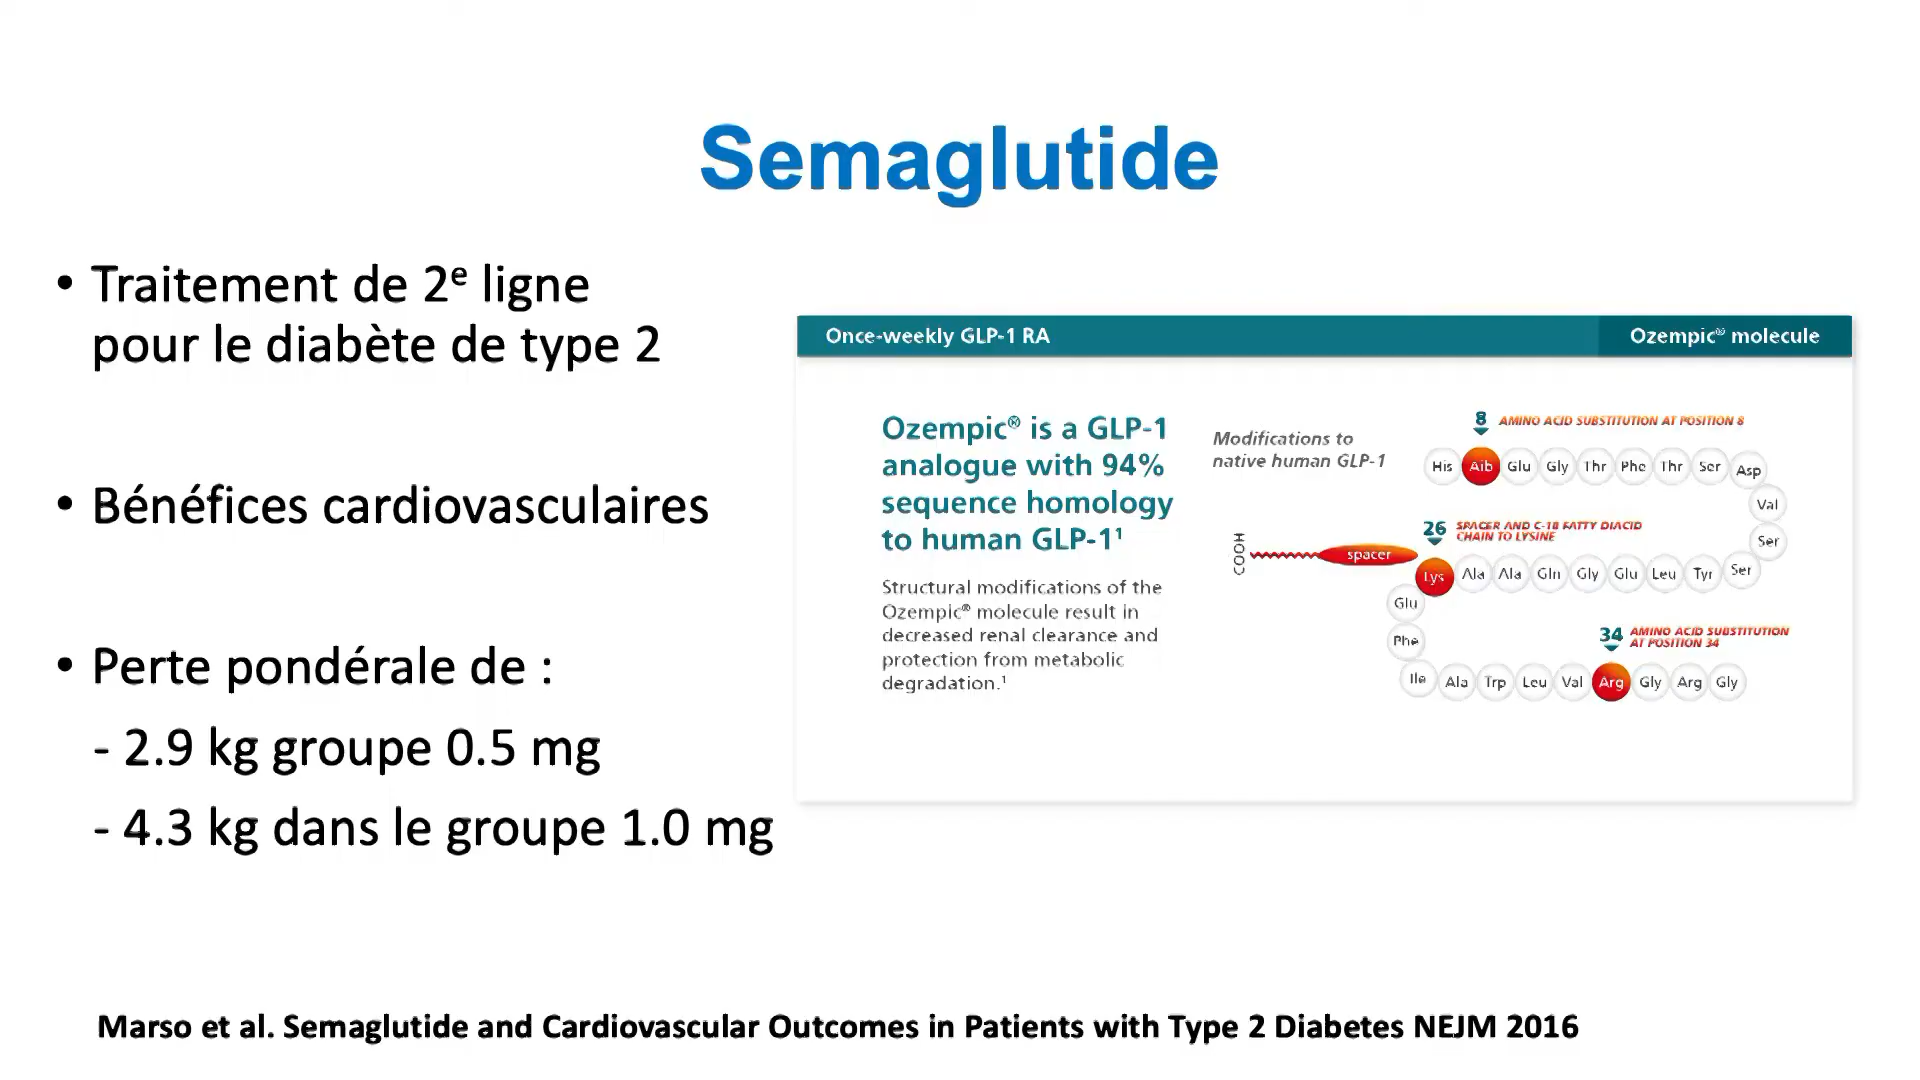 Semaglutide
• Traitement de 2e ligne
pour le diabète de type 2
• Bénéfices cardiovasculaires
• Perte pondérale de :
- 2.9 kg groupe 0.5 mg
- 4.3 kg dans le groupe 1.0 mg
Once-weekly GLP-1 RA
Ozempic® molecule
Ozempic® is a GLP-1
analogue with 94%
sequence homology
to human GLP-1¹
Structural modifications of the
Ozempic® molecule result in
decreased renal clearance and
protection from metabolic
degradation.¹
Modifications to
native human GLP-1
8 AMINO ACID SUBSTITUTION AT POSITION 8
His Aib Glu Gly Thr Phe Thr Ser Asp
Val
Ser
26 SPACER AND C-18 FATTY DIACID
CHAIN TO LYSINE
COOH spacer
Lys Ala Ala Gln Gly Glu Leu Tyr Ser
Glu
Phe
34 AMINO ACID SUBSTITUTION
AT POSITION 34
Ile Ala Trp Leu Val Arg Gly Arg Gly
Marso et al. Semaglutide and Cardiovascular Outcomes in Patients with Type 2 Diabetes NEJM 2016